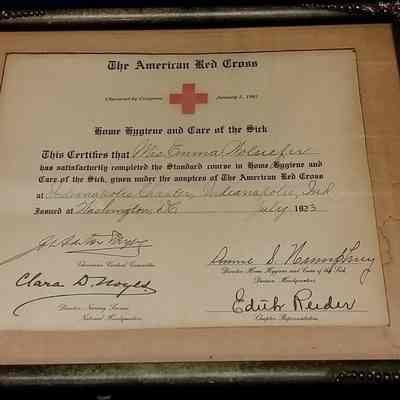 The American Red Cross
Chartered by Congress January 5, 1905
Home Hygiene and Care of the Sick
This Certifies that Miss Emma
has satisfactorily completed the Standard course in Home Hygiene and
Care of the Sick, given under the auspices of The American Red Cross
at Indianapolis Chapter, Indianapolis, Ind.
Issued at Washington, D.C. July 1923
Chairman Central Committee
Clara D. Noyes
Director Nursing Service
National Headquarters
Annie S. Humphrey
Director Home Hygiene and Care of the Sick
Division Headquarters
Edith Reider
Chapter Representative